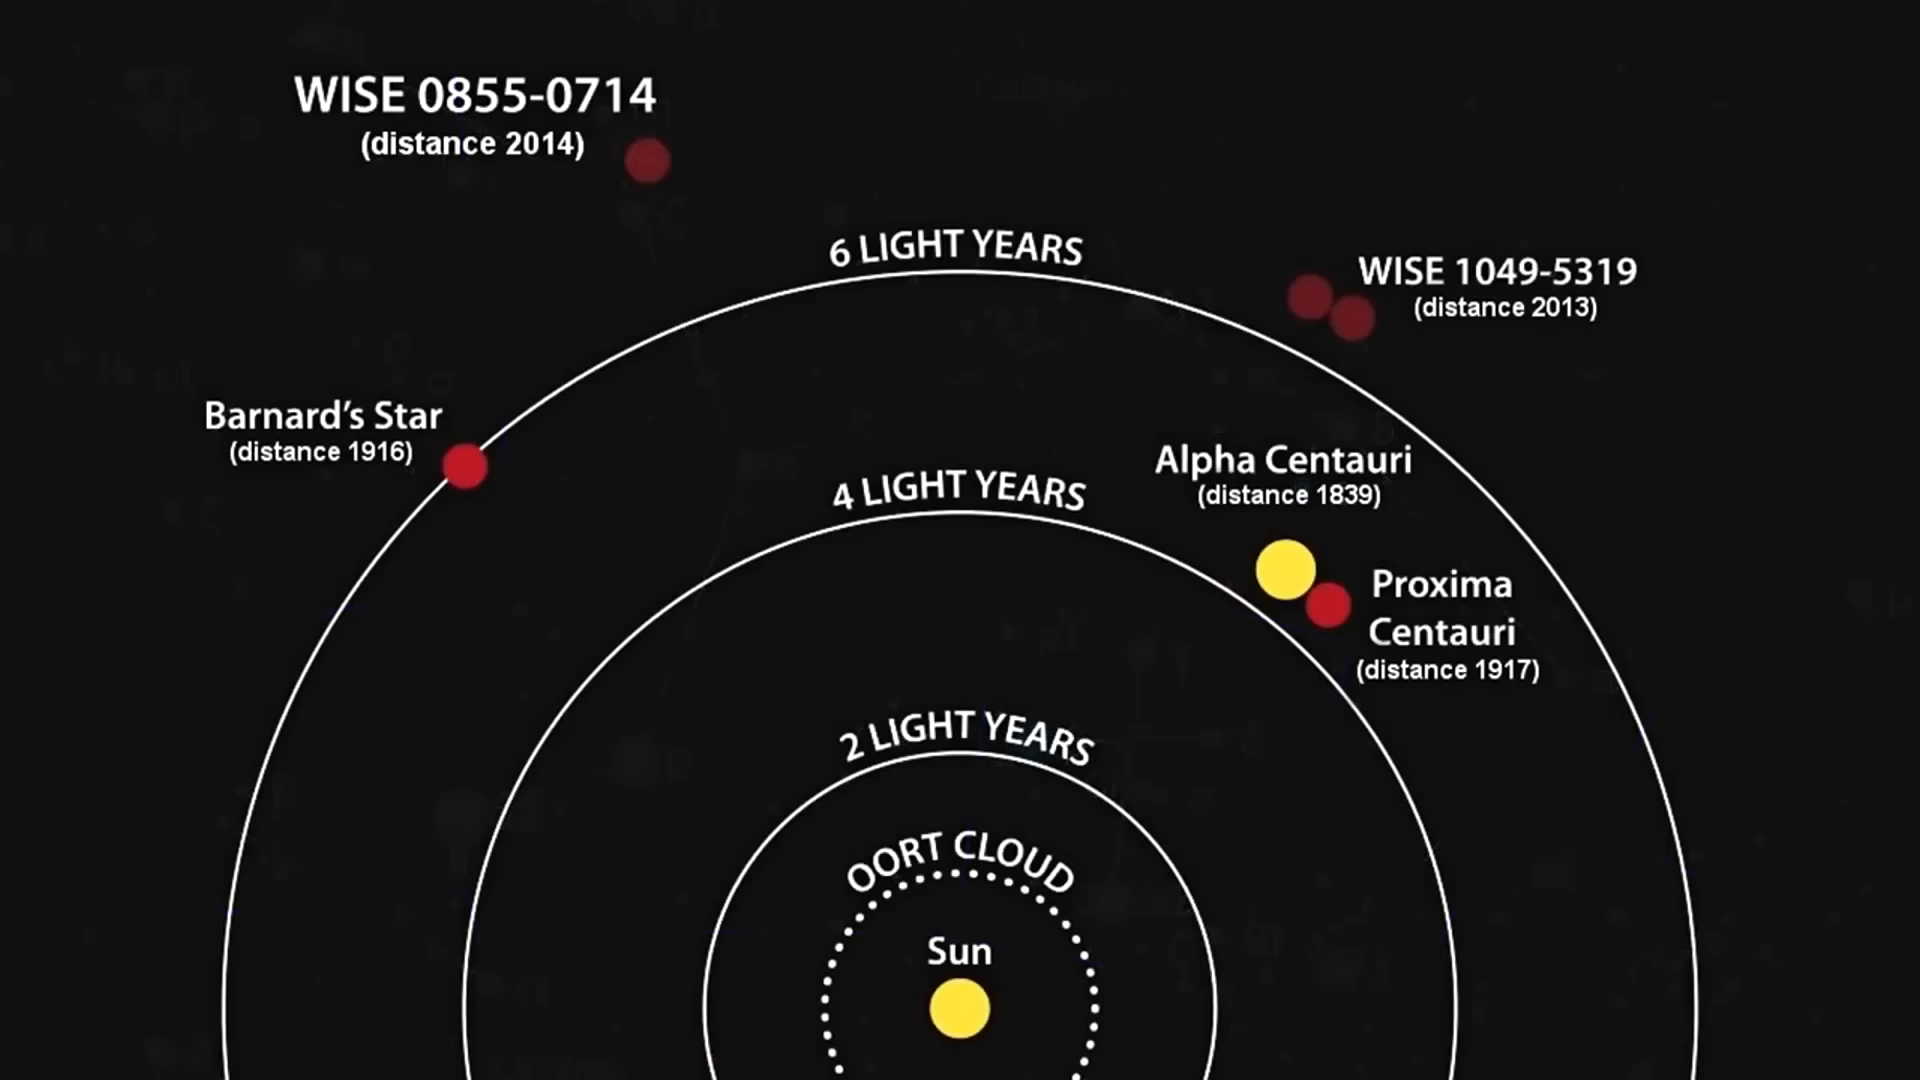 WISE 0855-0714
(distance 2014)
6 LIGHT YEARS
WISE 1049-5319
(distance 2013)
Barnard’s Star
(distance 1916)
Alpha Centauri
(distance 1839)
4 LIGHT YEARS
Proxima
Centauri
(distance 1917)
2 LIGHT YEARS
OORT CLOUD
Sun